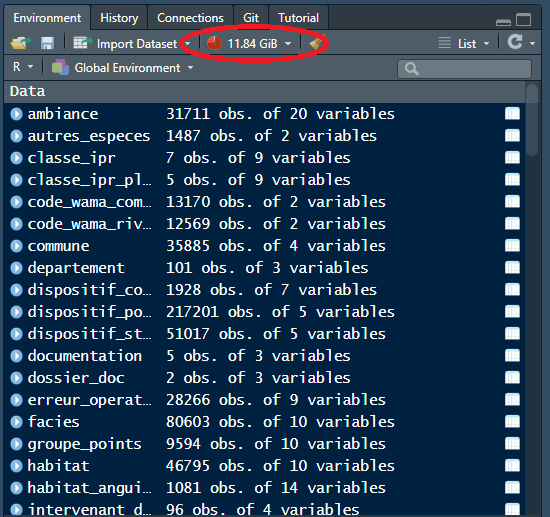 Environment History Connections Git Tutorial
Import Dataset 11.84 GiB List
R Global Environment
Data
ambiance 31711 obs. of 20 variables
autres_especes 1487 obs. of 2 variables
classe_ipr 7 obs. of 9 variables
classe_ipr_pl… 5 obs. of 9 variables
code_wama_com… 13170 obs. of 2 variables
code_wama_riv… 12569 obs. of 2 variables
commune 35885 obs. of 4 variables
departement 101 obs. of 3 variables
dispositif_co… 1928 obs. of 7 variables
dispositif_po… 217201 obs. of 5 variables
dispositif_st… 51017 obs. of 5 variables
documentation 5 obs. of 3 variables
dossier_doc 2 obs. of 3 variables
erreur_operat… 28266 obs. of 9 variables
facies 80603 obs. of 10 variables
groupe_points 9594 obs. of 10 variables
habitat 46795 obs. of 10 variables
habitat_angui… 1081 obs. of 14 variables
intervenant_d… 96 obs. of 4 variables